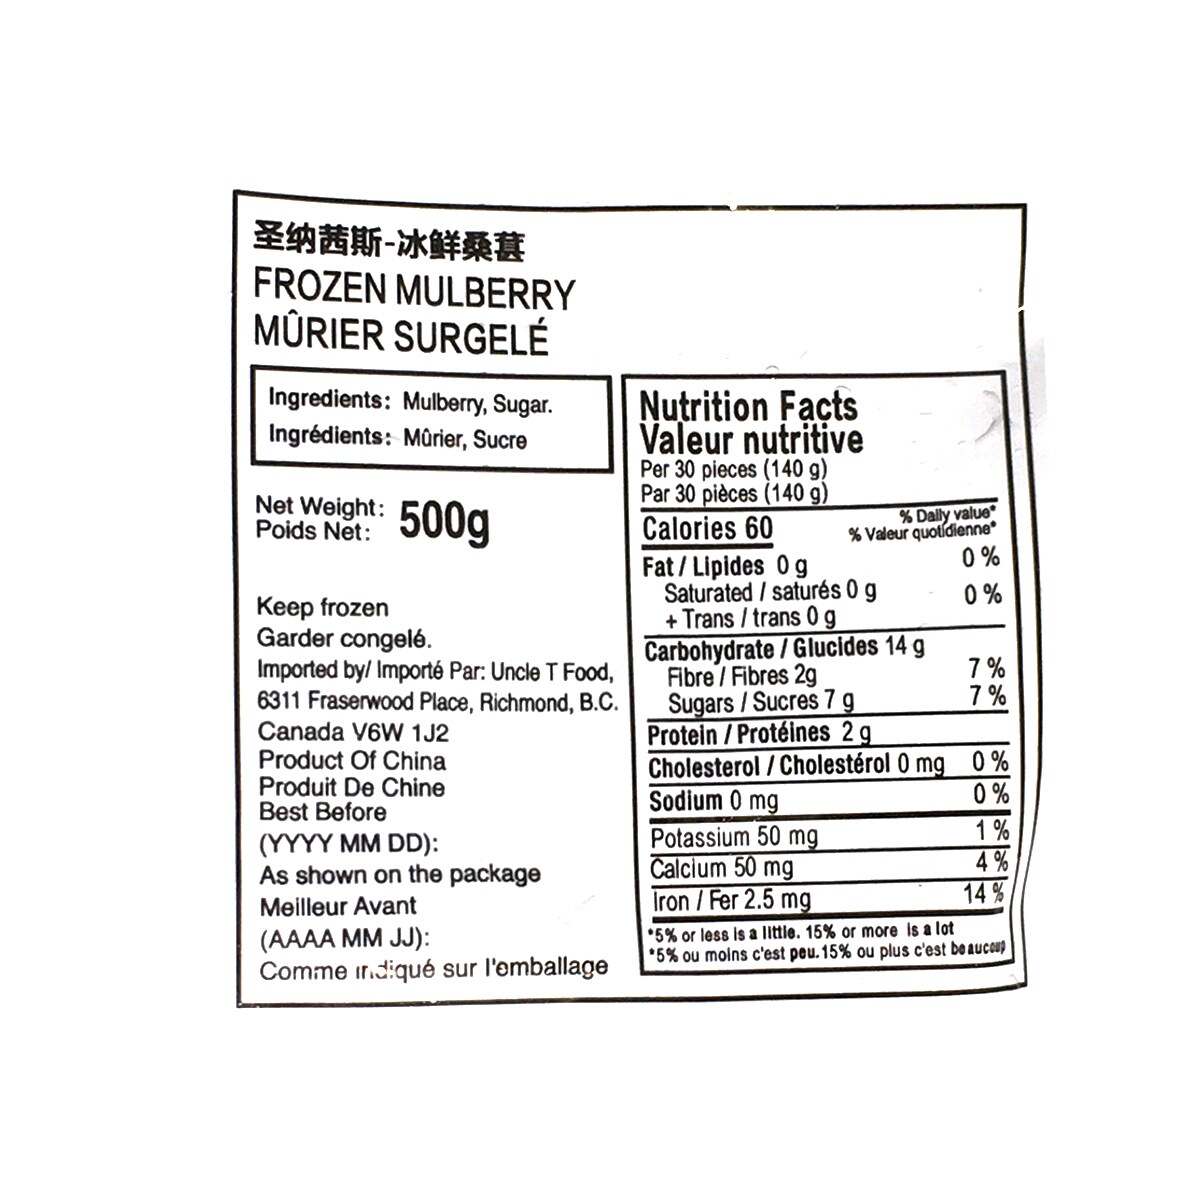 圣纳茜斯-冰鲜桑葚
FROZEN MULBERRY
MÛRIER SURGELÉ
Ingredients: Mulberry, Sugar.
Ingrédients: Mûrier, Sucre
Net Weight: 500g
Poids Net:
Keep frozen
Garder congelé.
Imported by/ Importé Par: Uncle T Food,
6311 Fraserwood Place, Richmond, B.C.
Canada V6W 1J2
Product Of China
Produit De Chine
Best Before
(YYYY MM DD):
As shown on the package
Meilleur Avant
(AAAA MM JJ):
Comme indiqué sur l'emballage
Nutrition Facts
Valeur nutritive
Per 30 pieces (140 g)
Par 30 pièces (140 g)
Calories 60
% Daily value*
% Valeur quotidienne*
Fat / Lipides 0 g 0 %
Saturated / saturés 0 g 0 %
+ Trans / trans 0 g
Carbohydrate / Glucides 14 g
Fibre / Fibres 2g 7 %
Sugars / Sucres 7 g 7 %
Protein / Protéines 2 g
Cholesterol / Cholestérol 0 mg 0 %
Sodium 0 mg 0 %
Potassium 50 mg 1 %
Calcium 50 mg 4 %
Iron / Fer 2.5 mg 14 %
*5% or less is a little. 15% or more is a lot
*5% ou moins c'est peu. 15% ou plus c'est beaucoup